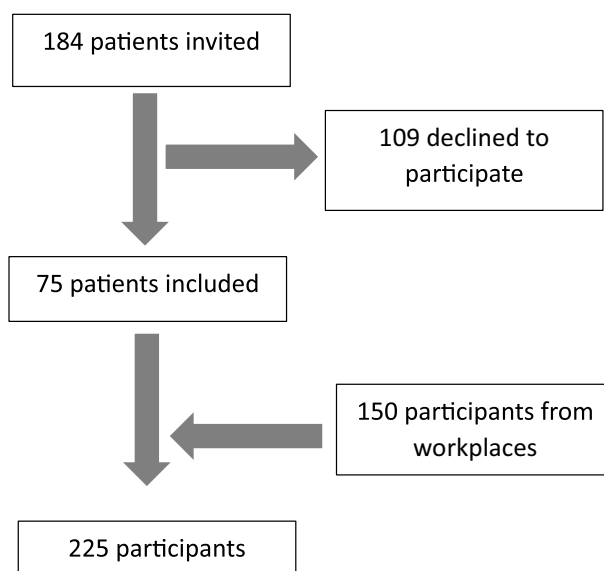 184 patients invited
109 declined to
participate
75 patients included
150 participants from
workplaces
225 participants